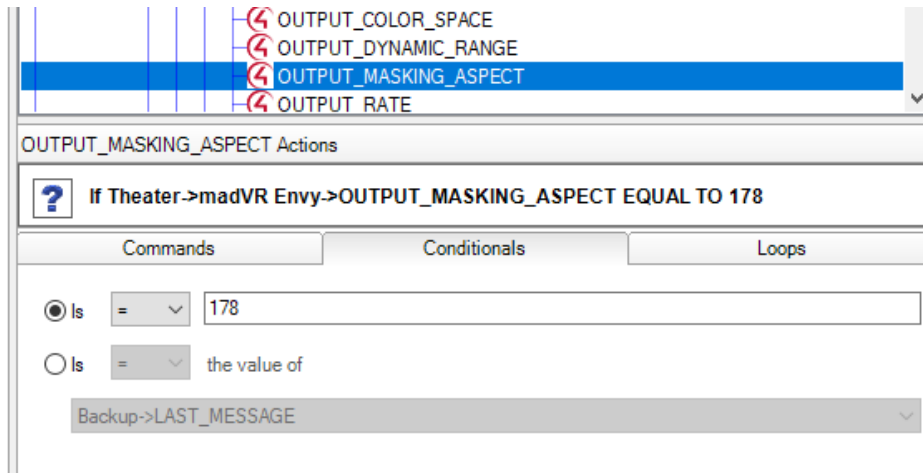 OUTPUT_COLOR_SPACE
OUTPUT_DYNAMIC_RANGE
OUTPUT_MASKING_ASPECT
OUTPUT_RATE
OUTPUT_MASKING_ASPECT Actions
? If Theater->madVR Envy->OUTPUT_MASKING_ASPECT EQUAL TO 178
Commands Conditionals Loops
Is = 178
Is = the value of
Backup->LAST_MESSAGE